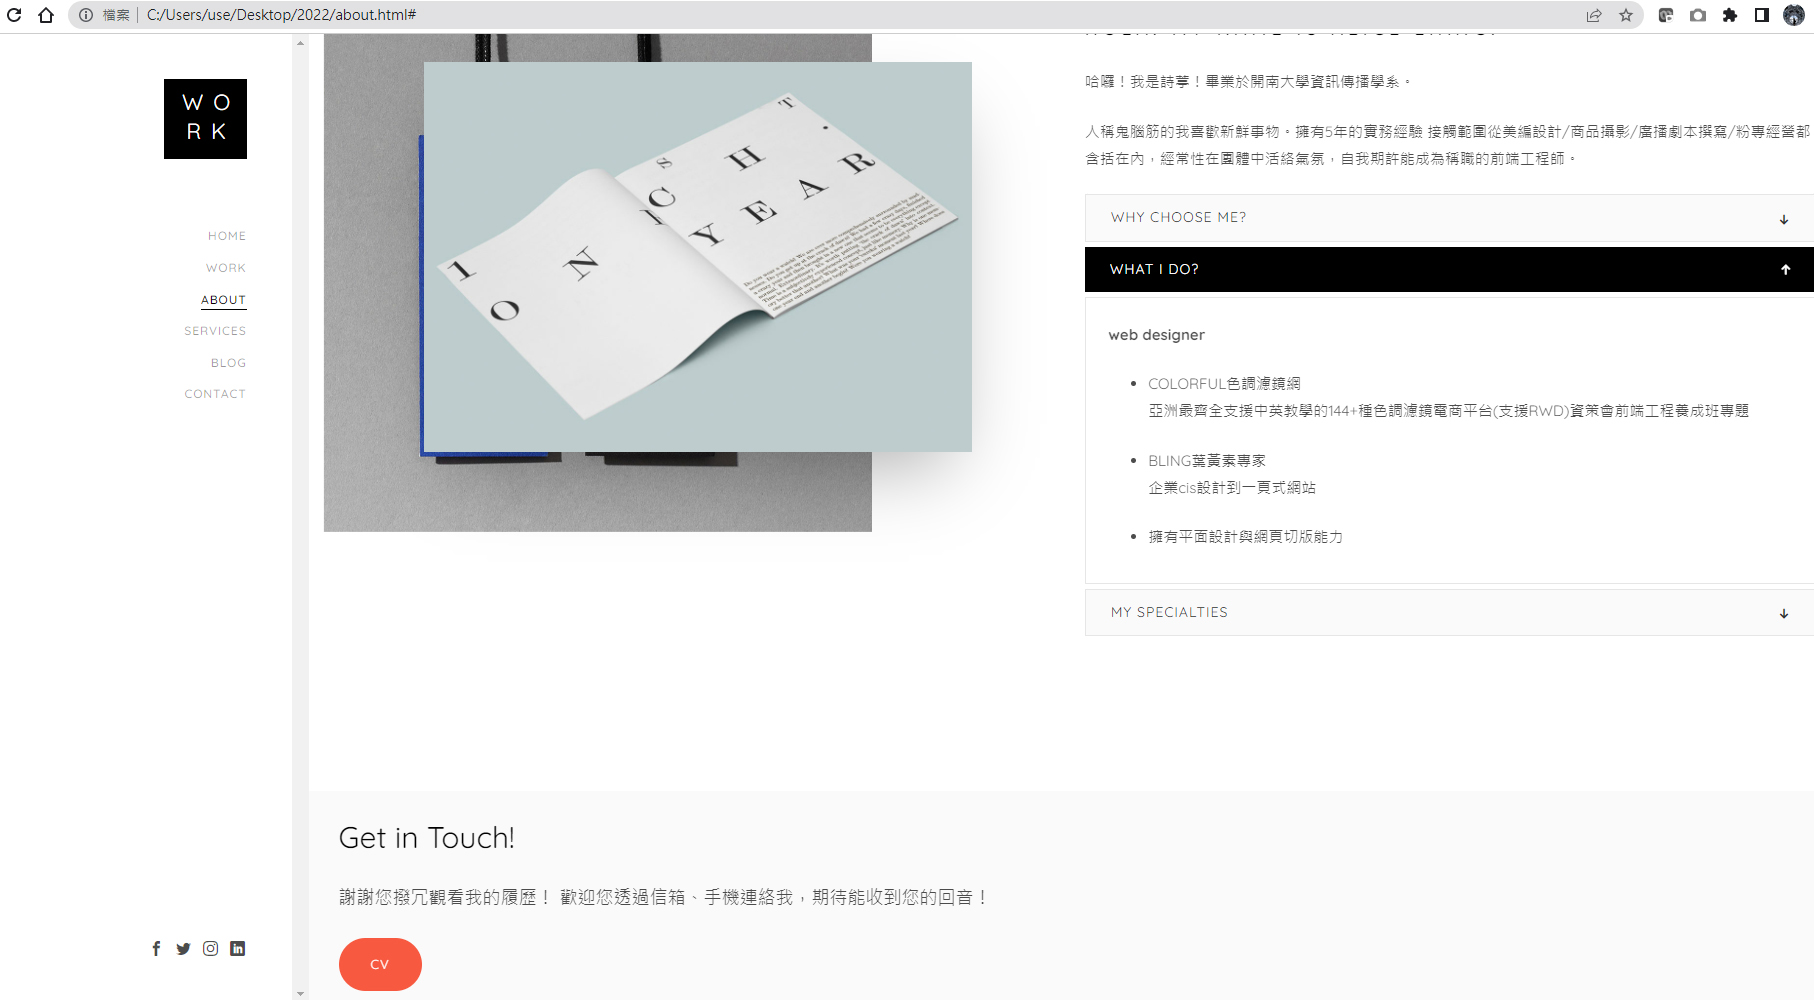 檔案 | C:/Users/use/Desktop/2022/about.html#
W O
R K
HOME
WORK
ABOUT
SERVICES
BLOG
CONTACT
1 O N I C S H T .
Y E A R
哈囉！我是詩葶！畢業於開南大學資訊傳播學系。
人稱鬼腦筋的我喜歡新鮮事物。擁有5年的實務經驗 接觸範圍從美編設計/商品攝影/廣播劇本撰寫/粉專經營都
含括在內，經常性在團體中活絡氣氛，自我期許能成為稱職的前端工程師。
WHY CHOOSE ME?
WHAT I DO?
web designer
• COLORFUL色調濾鏡網
亞洲最齊全支援中英教學的144+種色調濾鏡電商平台(支援RWD)資策會前端工程養成班專題
• BLING葉黃素專家
企業cis設計到一頁式網站
• 擁有平面設計與網頁切版能力
MY SPECIALTIES
Get in Touch!
謝謝您撥冗觀看我的履歷！ 歡迎您透過信箱、手機連絡我，期待能收到您的回音！
CV